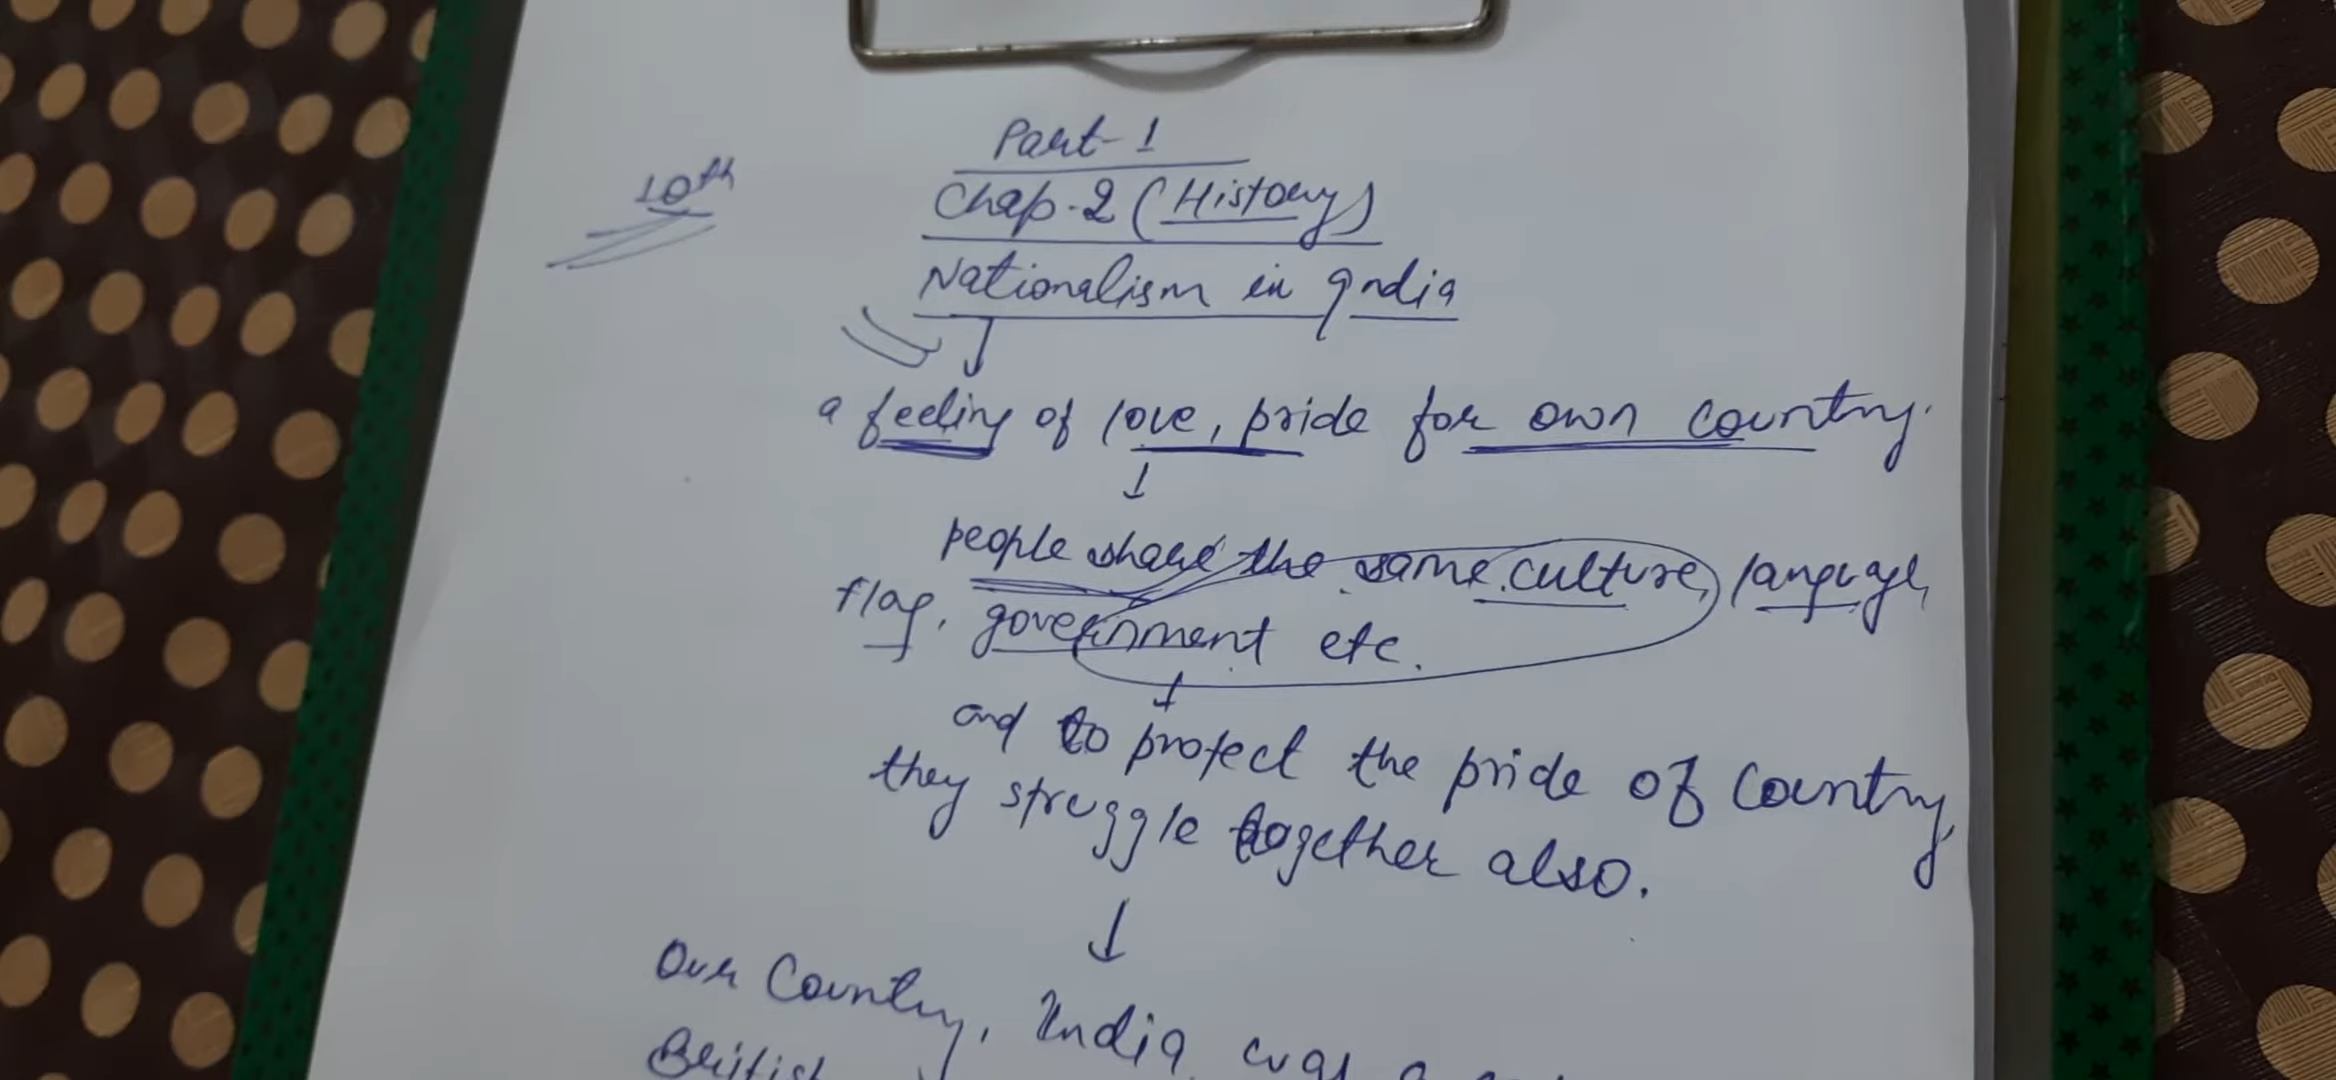 Part-1
10th
Chap-2 (History)
Nationalism in India
a feeling of love, pride for own country.
people share the same culture, language,
flag, government etc.
and to protect the pride of country,
they struggle together also.
Our Country, India was a
British